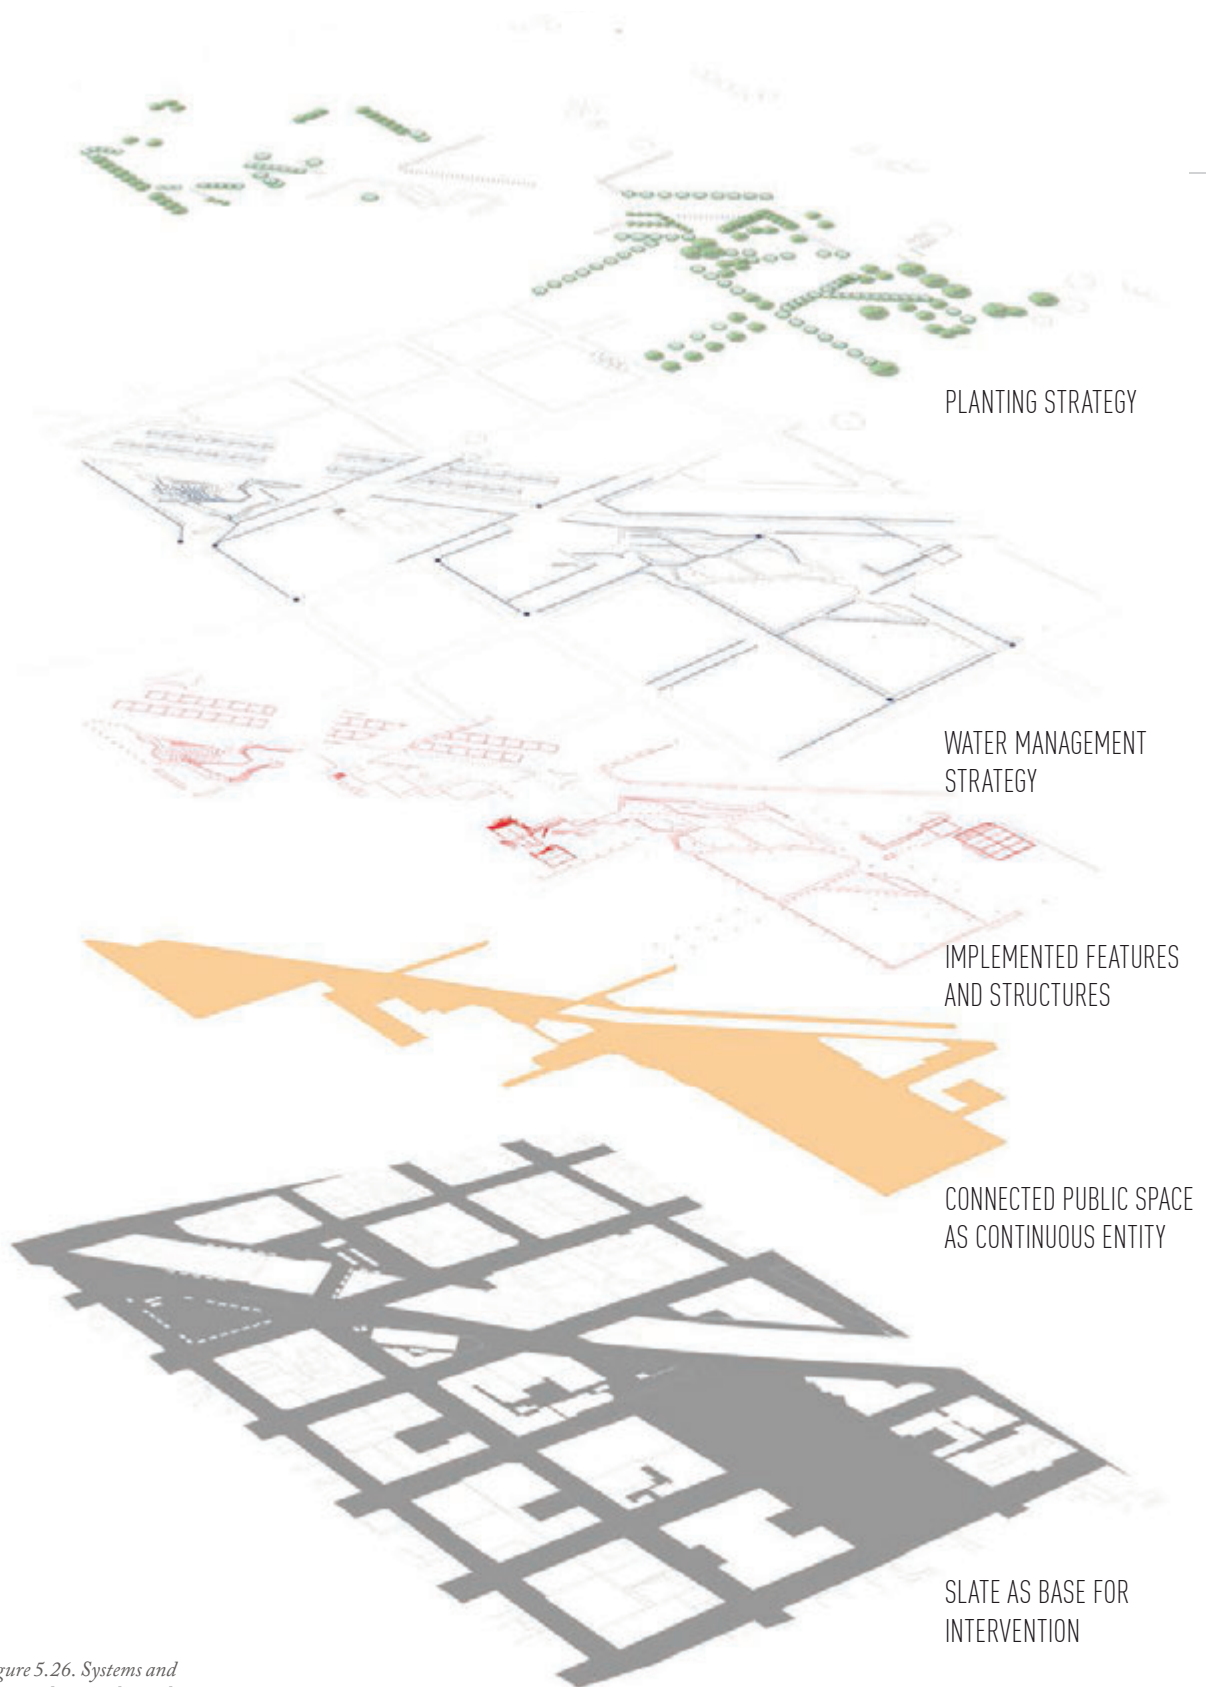 PLANTING STRATEGY
WATER MANAGEMENT
STRATEGY
IMPLEMENTED FEATURES
AND STRUCTURES
CONNECTED PUBLIC SPACE
AS CONTINUOUS ENTITY
SLATE AS BASE FOR
INTERVENTION
gure 5.26. Systems and